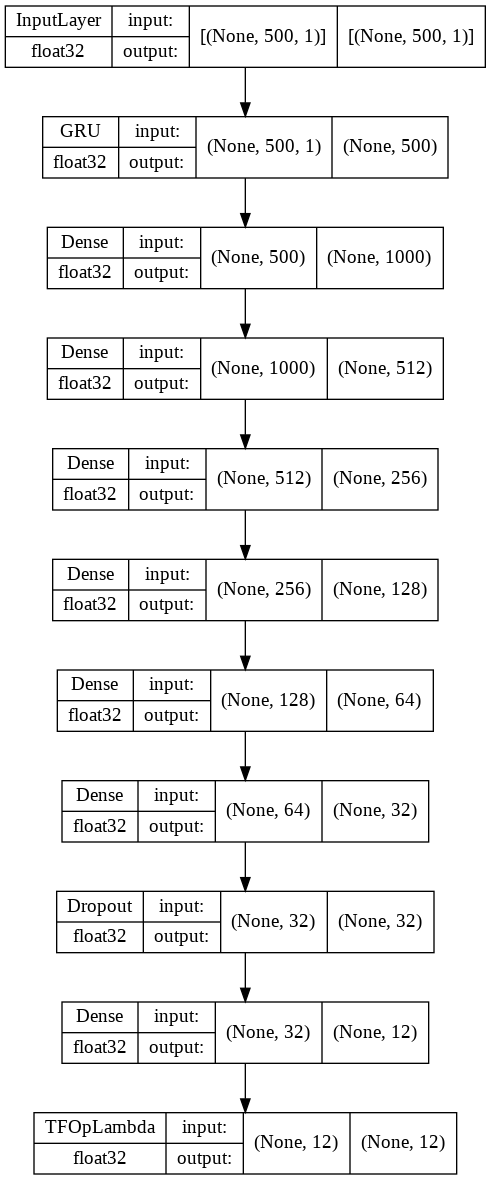 InputLayer input: [(None, 500, 1)] [(None, 500, 1)]
float32 output:
GRU input: (None, 500, 1) (None, 500)
float32 output:
Dense input: (None, 500) (None, 1000)
float32 output:
Dense input: (None, 1000) (None, 512)
float32 output:
Dense input: (None, 512) (None, 256)
float32 output:
Dense input: (None, 256) (None, 128)
float32 output:
Dense input: (None, 128) (None, 64)
float32 output:
Dense input: (None, 64) (None, 32)
float32 output:
Dropout input: (None, 32) (None, 32)
float32 output:
Dense input: (None, 32) (None, 12)
float32 output:
TFOpLambda input: (None, 12) (None, 12)
float32 output: